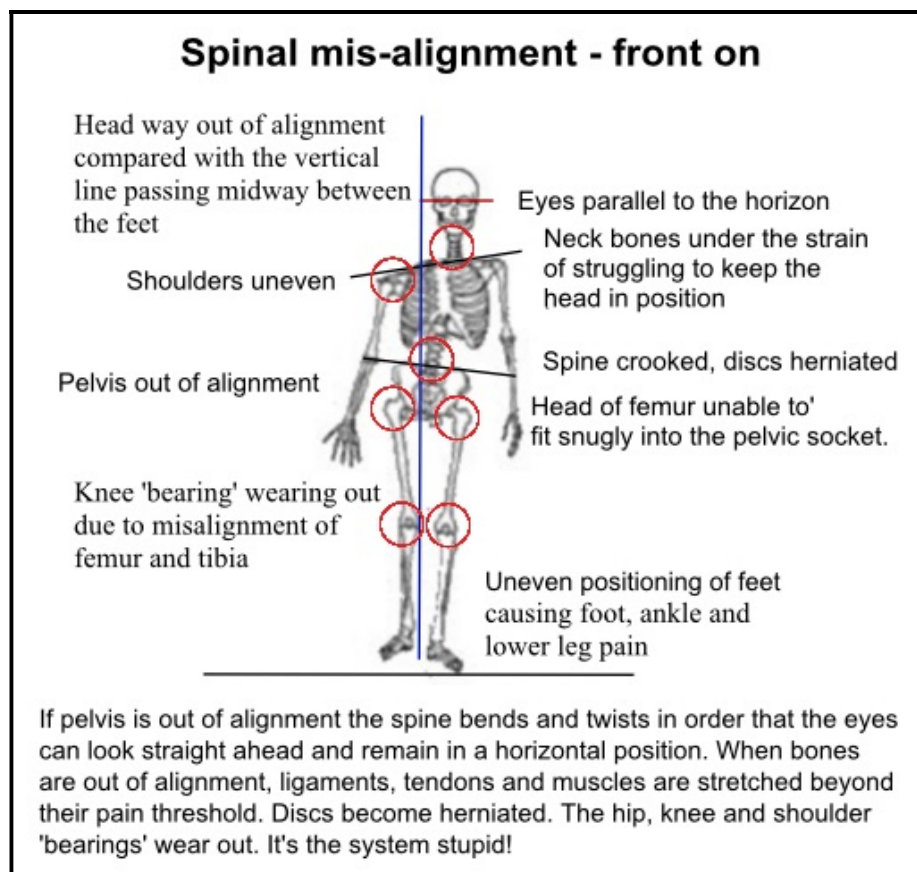 Spinal mis-alignment - front on
Head way out of alignment
compared with the vertical
line passing midway between
the feet
Eyes parallel to the horizon
Neck bones under the strain
of struggling to keep the
head in position
Shoulders uneven
Spine crooked, discs herniated
Pelvis out of alignment
Head of femur unable to'
fit snugly into the pelvic socket.
Knee 'bearing' wearing out
due to misalignment of
femur and tibia
Uneven positioning of feet
causing foot, ankle and
lower leg pain
If pelvis is out of alignment the spine bends and twists in order that the eyes
can look straight ahead and remain in a horizontal position. When bones
are out of alignment, ligaments, tendons and muscles are stretched beyond
their pain threshold. Discs become herniated. The hip, knee and shoulder
'bearings' wear out. It's the system stupid!